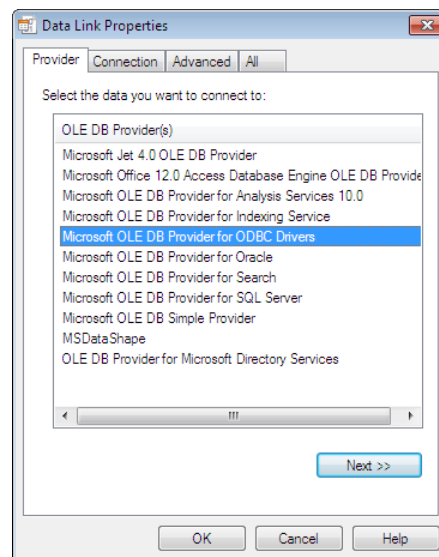 Data Link Properties
Provider Connection Advanced All
Select the data you want to connect to:
OLE DB Provider(s)
Microsoft Jet 4.0 OLE DB Provider
Microsoft Office 12.0 Access Database Engine OLE DB Provide
Microsoft OLE DB Provider for Analysis Services 10.0
Microsoft OLE DB Provider for Indexing Service
Microsoft OLE DB Provider for ODBC Drivers
Microsoft OLE DB Provider for Oracle
Microsoft OLE DB Provider for Search
Microsoft OLE DB Provider for SQL Server
Microsoft OLE DB Simple Provider
MSDataShape
OLE DB Provider for Microsoft Directory Services
Next >>
OK Cancel Help